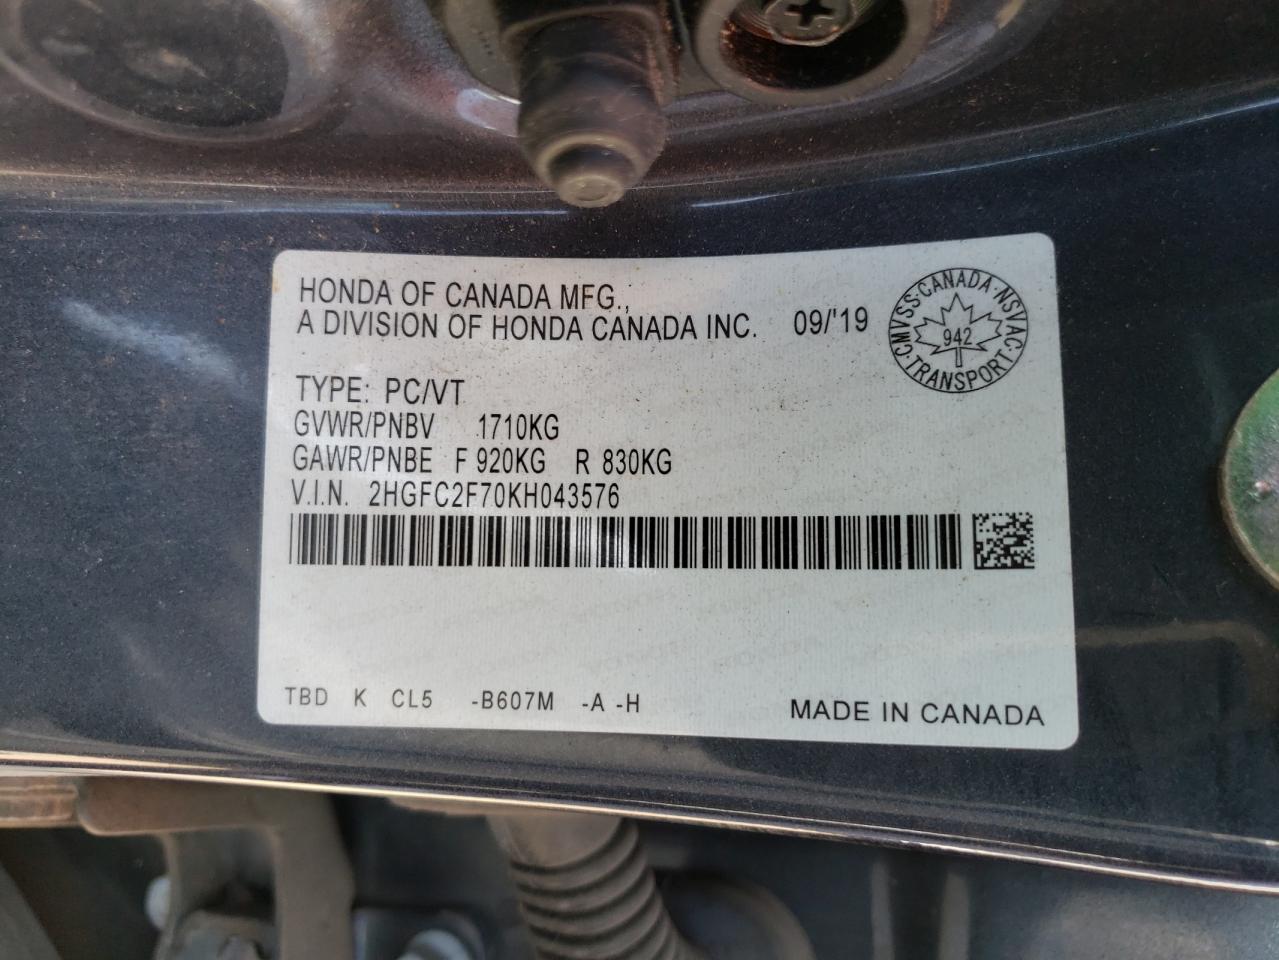 HONDA OF CANADA MFG.,
A DIVISION OF HONDA CANADA INC. 09/'19
CMVSS · CANADA · NSVAC · TRANSPORT ·
942
TYPE: PC/VT
GVWR/PNBV 1710KG
GAWR/PNBE F 920KG R 830KG
V.I.N. 2HGFC2F70KH043576
TBD K CL5 -B607M -A -H
MADE IN CANADA